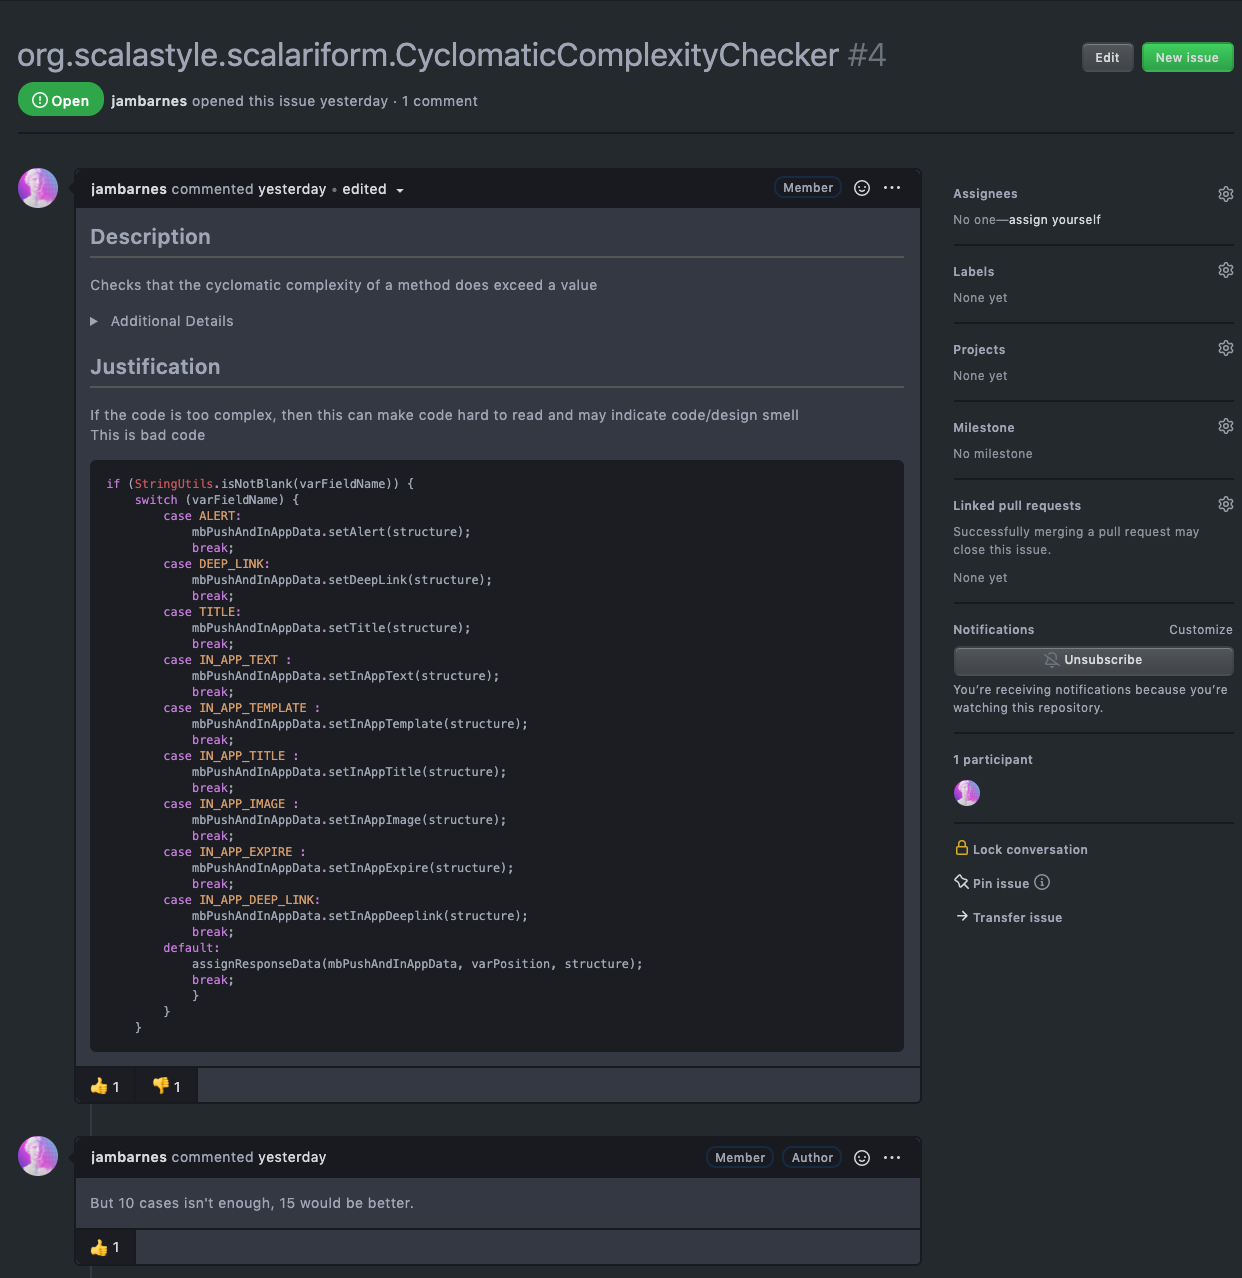 org.scalastyle.scalariform.CyclomaticComplexityChecker #4
Edit
New issue
Open
jambarnes opened this issue yesterday · 1 comment
jambarnes commented yesterday • edited
Member
Description
Checks that the cyclomatic complexity of a method does exceed a value
Additional Details
Justification
If the code is too complex, then this can make code hard to read and may indicate code/design smell
This is bad code
if (StringUtils.isNotBlank(varFieldName)) {
    switch (varFieldName) {
        case ALERT:
            mbPushAndInAppData.setAlert(structure);
            break;
        case DEEP_LINK:
            mbPushAndInAppData.setDeepLink(structure);
            break;
        case TITLE:
            mbPushAndInAppData.setTitle(structure);
            break;
        case IN_APP_TEXT :
            mbPushAndInAppData.setInAppText(structure);
            break;
        case IN_APP_TEMPLATE :
            mbPushAndInAppData.setInAppTemplate(structure);
            break;
        case IN_APP_TITLE :
            mbPushAndInAppData.setInAppTitle(structure);
            break;
        case IN_APP_IMAGE :
            mbPushAndInAppData.setInAppImage(structure);
            break;
        case IN_APP_EXPIRE :
            mbPushAndInAppData.setInAppExpire(structure);
            break;
        case IN_APP_DEEP_LINK:
            mbPushAndInAppData.setInAppDeeplink(structure);
            break;
        default:
            assignResponseData(mbPushAndInAppData, varPosition, structure);
            break;
            }
        }
    }
👍 1
👎 1
jambarnes commented yesterday
Member
Author
But 10 cases isn't enough, 15 would be better.
👍 1
Assignees
No one—assign yourself
Labels
None yet
Projects
None yet
Milestone
No milestone
Linked pull requests
Successfully merging a pull request may
close this issue.
None yet
Notifications
Customize
Unsubscribe
You’re receiving notifications because you’re
watching this repository.
1 participant
Lock conversation
Pin issue
Transfer issue